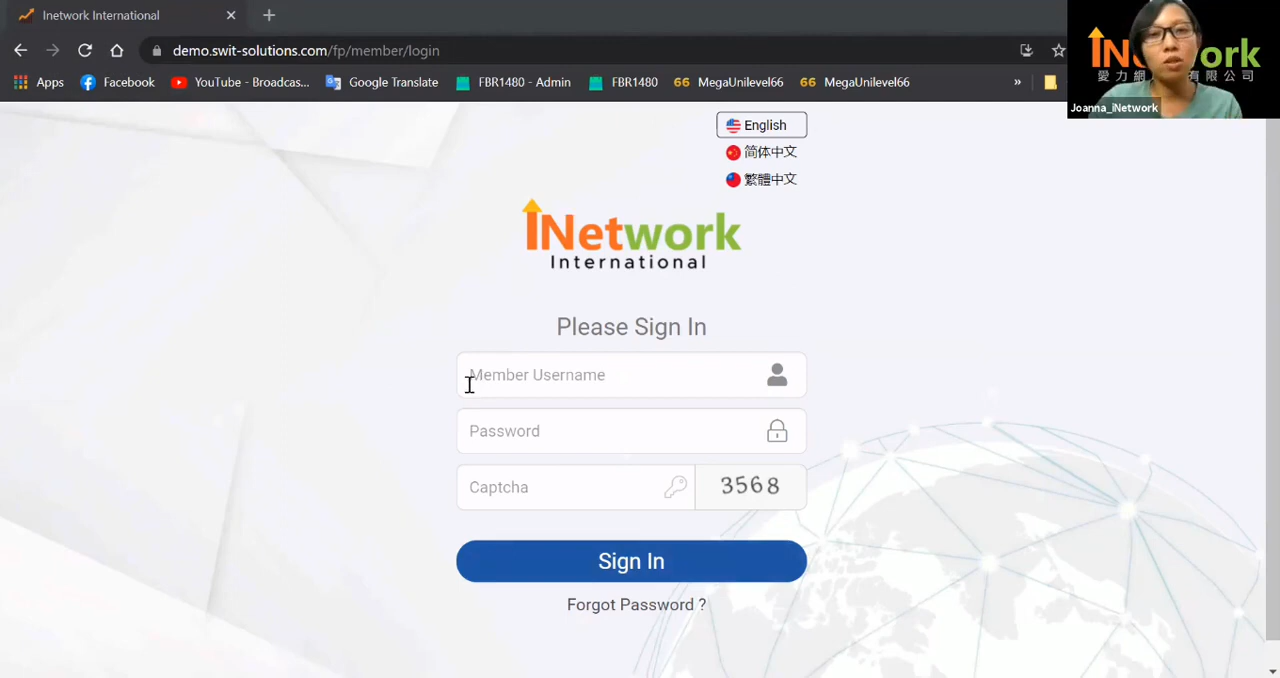 Inetwork International
demo.swit-solutions.com/fp/member/login
Apps Facebook YouTube - Broadcas... Google Translate FBR1480 - Admin FBR1480 MegaUnilevel66 MegaUnilevel66 »
愛力網 有限公司
Joanna_iNetwork
English
简体中文
繁體中文
iNetwork
International
Please Sign In
Member Username
Password
Captcha 3568
Sign In
Forgot Password ?